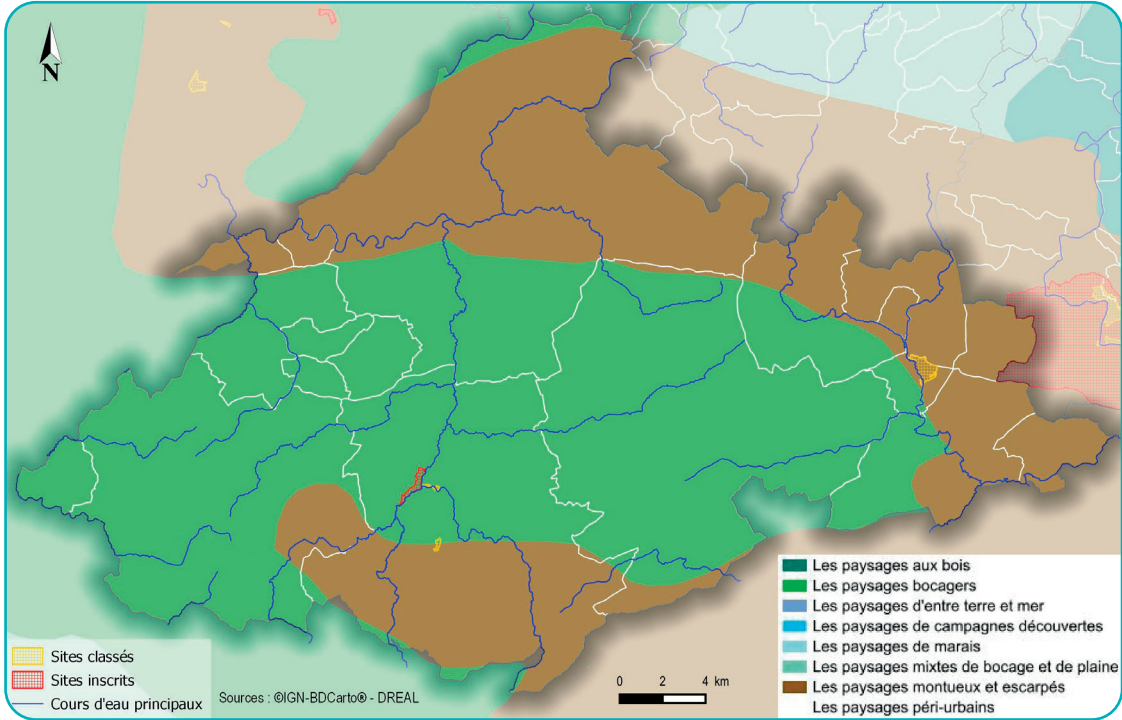 N
Sites classés
Sites inscrits
Cours d'eau principaux
Sources : ©IGN-BDCarto® - DREAL
0 2 4 km
Les paysages aux bois
Les paysages bocagers
Les paysages d'entre terre et mer
Les paysages de campagnes découvertes
Les paysages de marais
Les paysages mixtes de bocage et de plaine
Les paysages montueux et escarpés
Les paysages péri-urbains